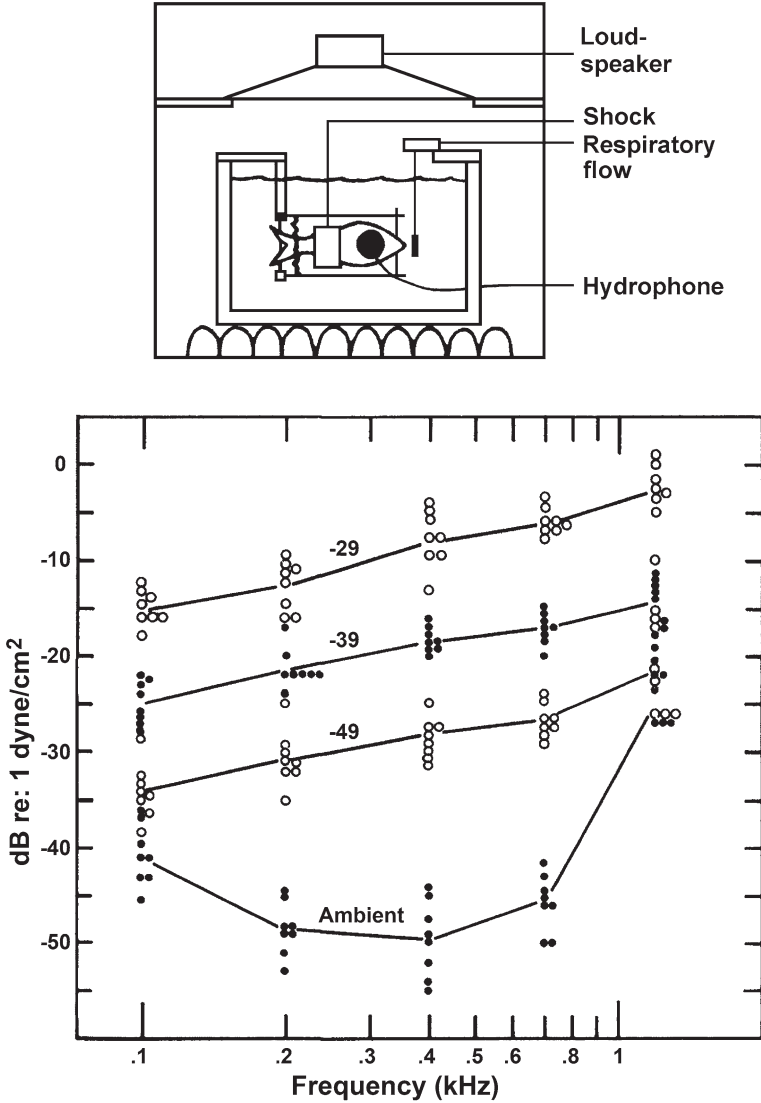 Loud-
speaker
Shock
Respiratory
flow
Hydrophone
0
-10
-20
-30
-40
-50
dB re: 1 dyne/cm²
-29
-39
-49
Ambient
.1 .2 .3 .4 .5 .6 .8 1
Frequency (kHz)